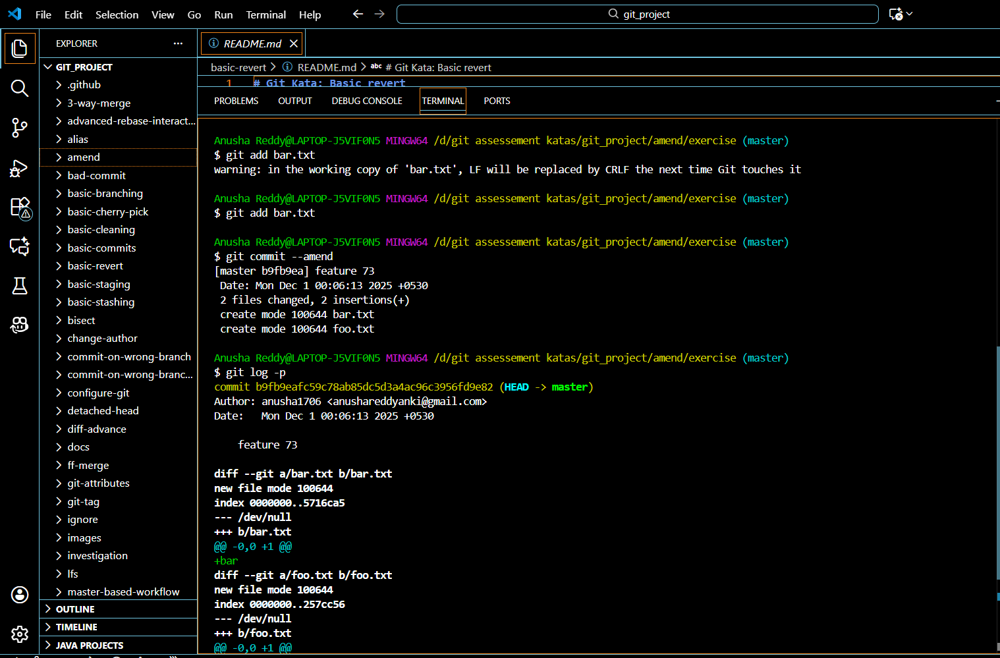 File Edit Selection View Go Run Terminal Help
git_project
EXPLORER
GIT_PROJECT
.github
3-way-merge
advanced-rebase-interact...
alias
amend
bad-commit
basic-branching
basic-cherry-pick
basic-cleaning
basic-commits
basic-revert
basic-staging
basic-stashing
bisect
change-author
commit-on-wrong-branch
commit-on-wrong-branc...
configure-git
detached-head
diff-advance
docs
ff-merge
git-attributes
git-tag
ignore
images
investigation
lfs
master-based-workflow
OUTLINE
TIMELINE
JAVA PROJECTS
README.md
basic-revert > README.md > abc # Git Kata: Basic revert
1 # Git Kata: Basic revert
PROBLEMS OUTPUT DEBUG CONSOLE TERMINAL PORTS
Anusha Reddy@LAPTOP-J5VIF0N5 MINGW64 /d/git assessment katas/git_project/amend/exercise (master)
$ git add bar.txt
warning: in the working copy of 'bar.txt', LF will be replaced by CRLF the next time Git touches it
Anusha Reddy@LAPTOP-J5VIF0N5 MINGW64 /d/git assessment katas/git_project/amend/exercise (master)
$ git add bar.txt
Anusha Reddy@LAPTOP-J5VIF0N5 MINGW64 /d/git assessment katas/git_project/amend/exercise (master)
$ git commit --amend
[master b9fb9ea] feature 73
Date: Mon Dec 1 00:06:13 2025 +0530
2 files changed, 2 insertions(+)
create mode 100644 bar.txt
create mode 100644 foo.txt
Anusha Reddy@LAPTOP-J5VIF0N5 MINGW64 /d/git assessment katas/git_project/amend/exercise (master)
$ git log -p
commit b9fb9eafc59c78ab85dc5d3a4ac96c3956fd9e82 (HEAD -> master)
Author: anusha1706 <anushareddyanki@gmail.com>
Date:   Mon Dec 1 00:06:13 2025 +0530
feature 73
diff --git a/bar.txt b/bar.txt
new file mode 100644
index 0000000..5716ca5
--- /dev/null
+++ b/bar.txt
@@ -0,0 +1 @@
+bar
diff --git a/foo.txt b/foo.txt
new file mode 100644
index 0000000..257cc56
--- /dev/null
+++ b/foo.txt
@@ -0,0 +1 @@